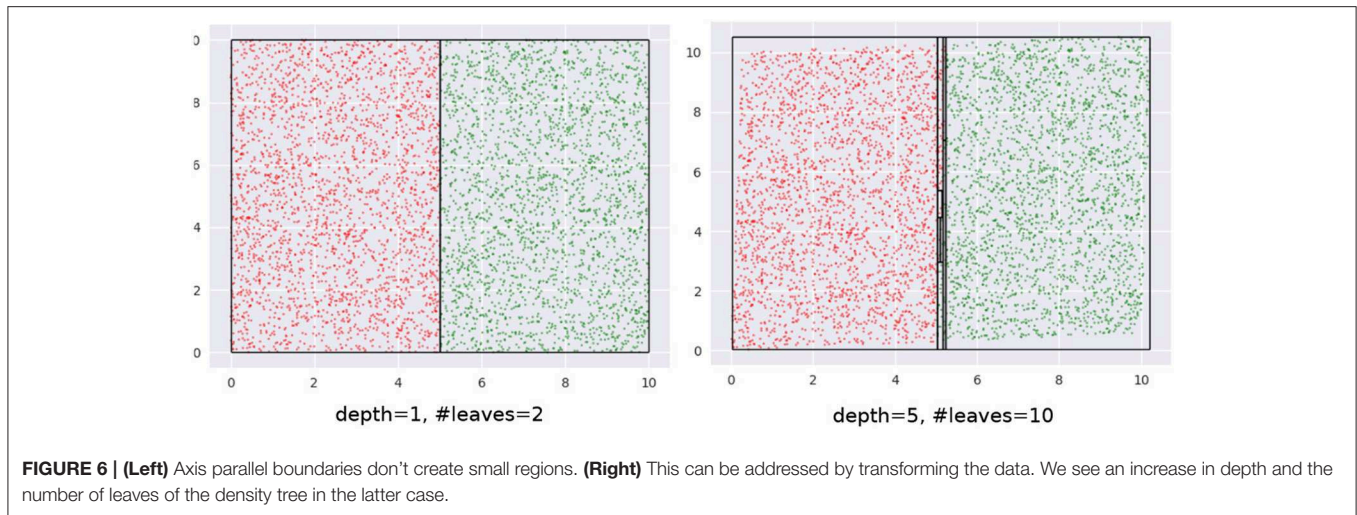 10
8
6
4
2
0
0 2 4 6 8 10
depth=1, #leaves=2
10
8
6
4
2
0
0 2 4 6 8 10
depth=5, #leaves=10
FIGURE 6 | (Left) Axis parallel boundaries don't create small regions. (Right) This can be addressed by transforming the data. We see an increase in depth and the
number of leaves of the density tree in the latter case.